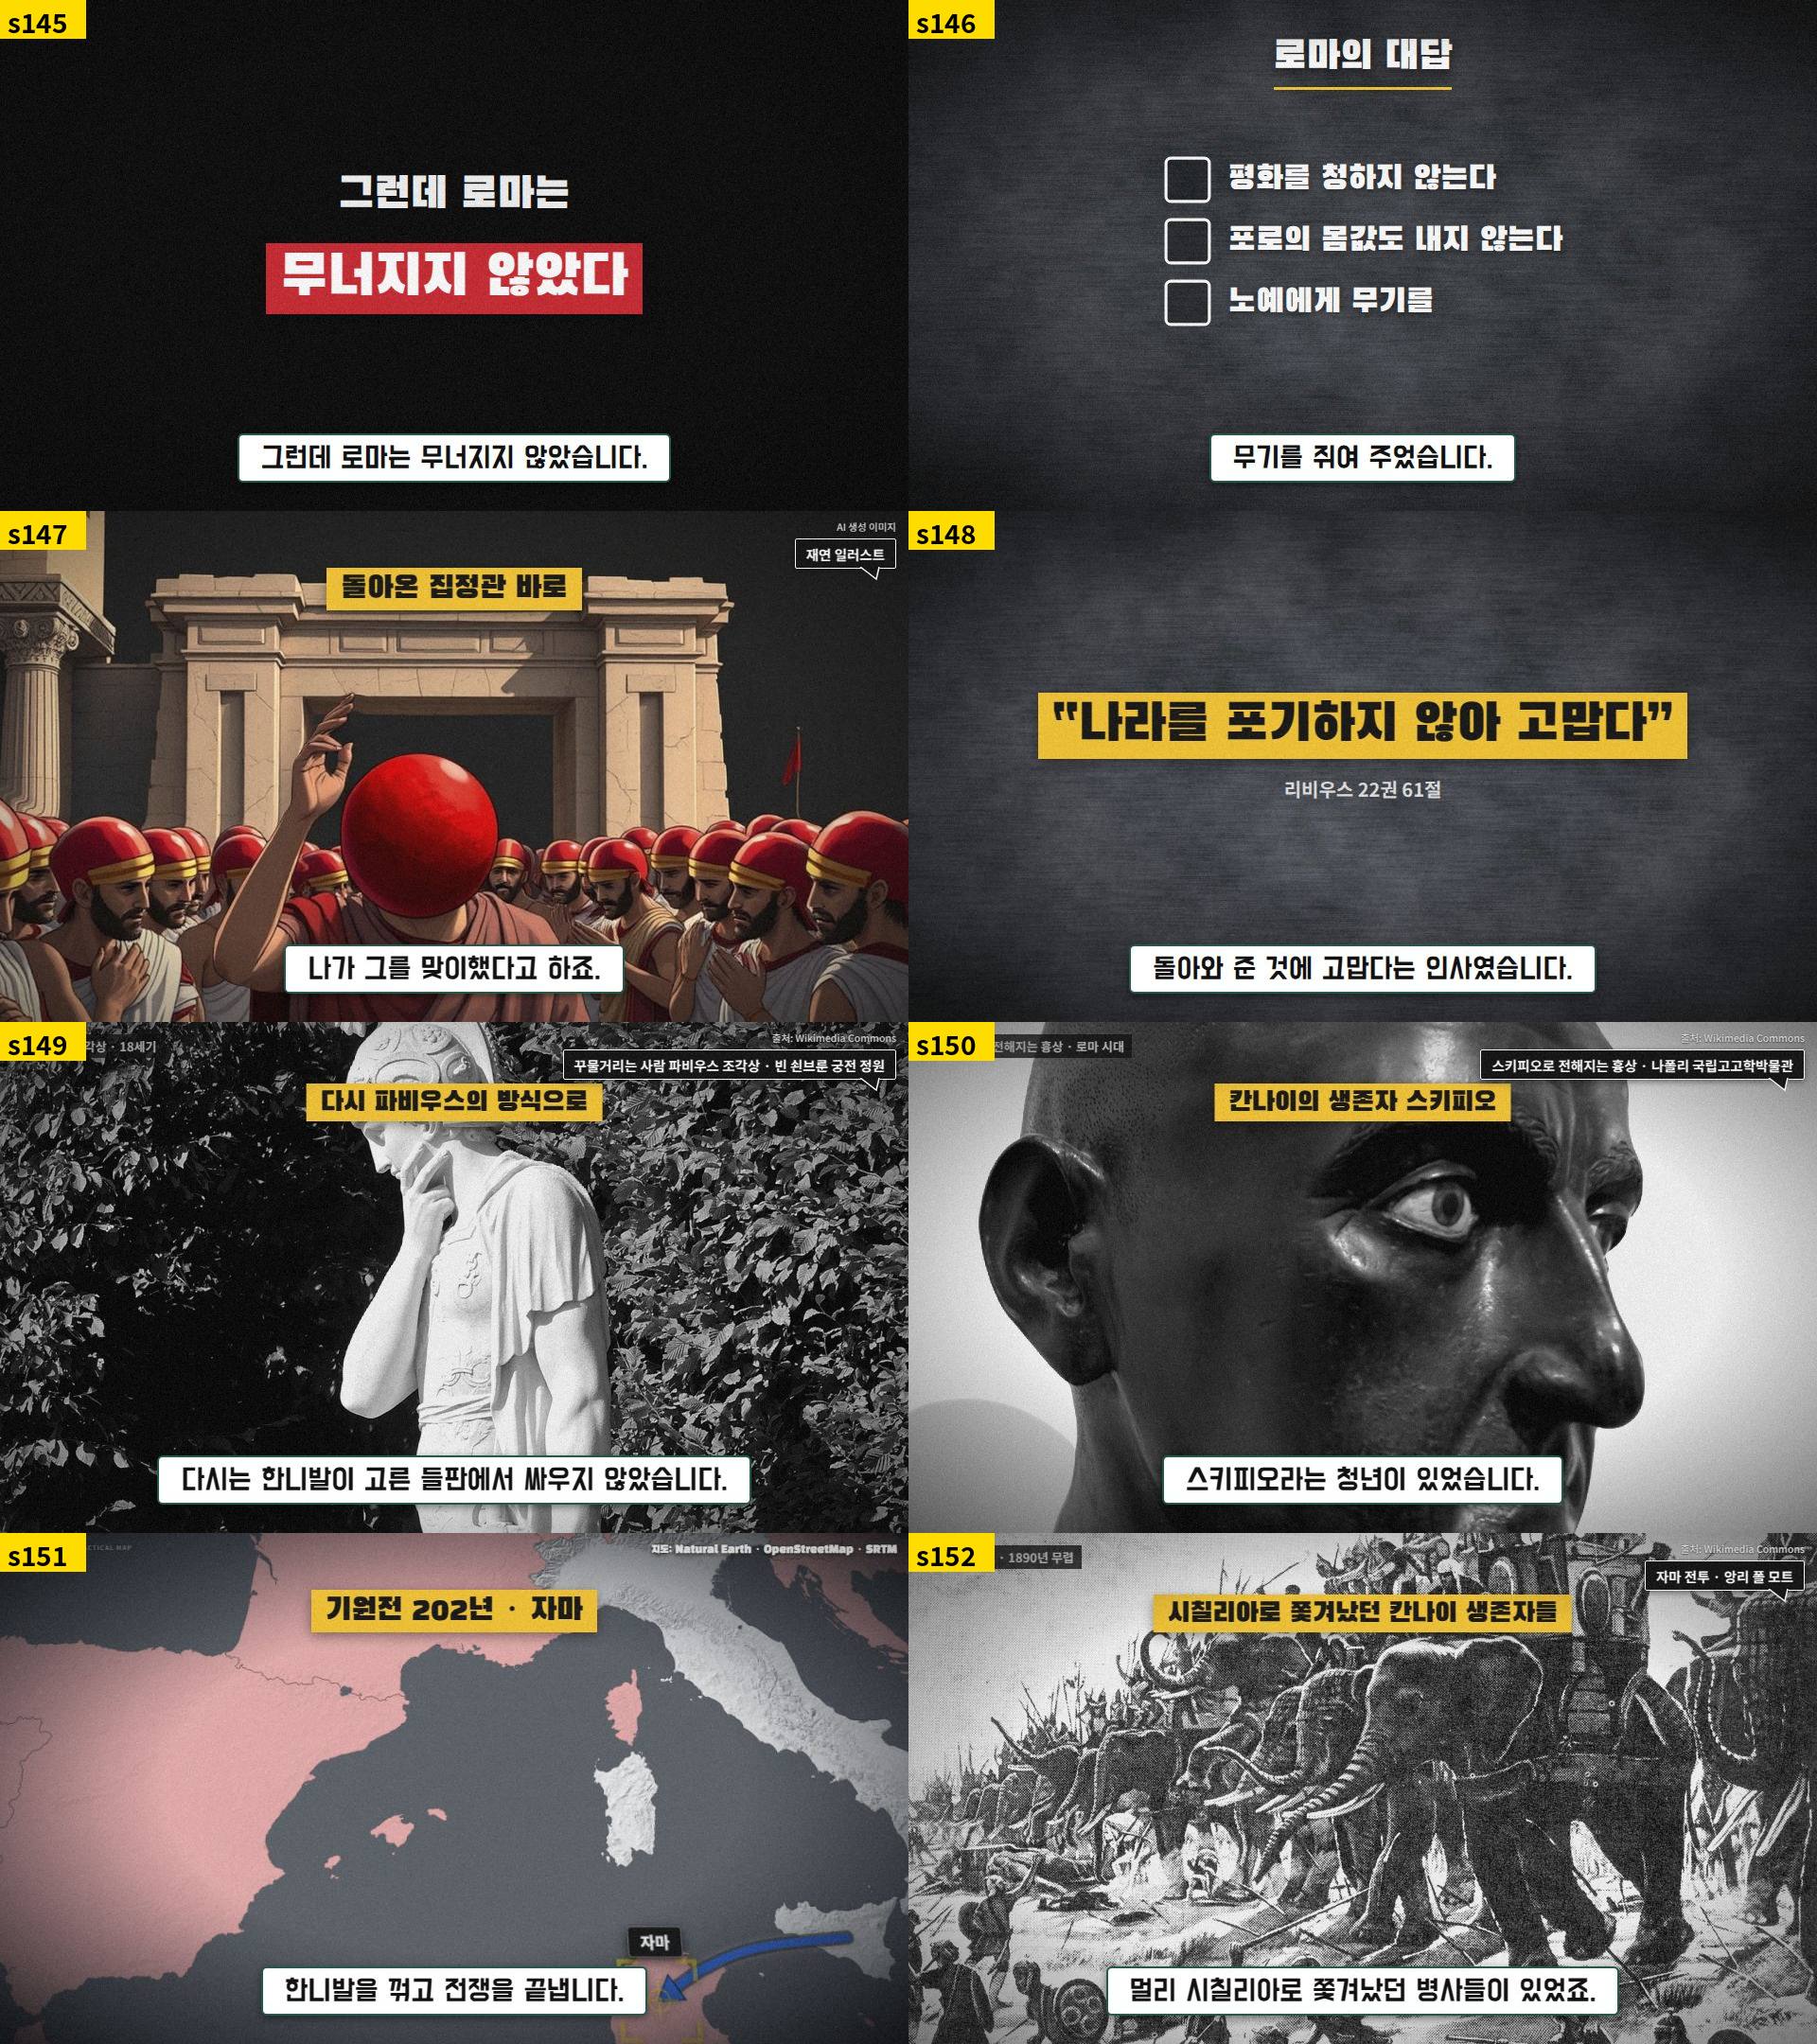 s145
그런데 로마는
무너지지 않았다
그런데 로마는 무너지지 않았습니다.
s146
로마의 대답
평화를 청하지 않는다
포로의 몸값도 내지 않는다
노예에게 무기를
무기를 쥐여 주었습니다.
s147
AI 생성 이미지
재연 일러스트
돌아온 집정관 바로
나가 그를 맞이했다고 하죠.
s148
“나라를 포기하지 않아 고맙다”
리비우스 22권 61절
돌아와 준 것에 고맙다는 인사였습니다.
s149
각상 · 18세기
출처: Wikimedia Commons
꾸물거리는 사람 파비우스 조각상 · 빈 쇤브룬 궁전 정원
다시 파비우스의 방식으로
다시는 한니발이 고른 들판에서 싸우지 않았습니다.
s150
전해지는 흉상 · 로마 시대
출처: Wikimedia Commons
스키피오로 전해지는 흉상 · 나폴리 국립고고학박물관
칸나이의 생존자 스키피오
스키피오라는 청년이 있었습니다.
s151
TACTICAL MAP
지도: Natural Earth · OpenStreetMap · SRTM
기원전 202년 · 자마
자마
한니발을 꺾고 전쟁을 끝냅니다.
s152
· 1890년 무렵
출처: Wikimedia Commons
자마 전투 · 앙리 폴 모트
시칠리아로 쫓겨났던 칸나이 생존자들
멀리 시칠리아로 쫓겨났던 병사들이 있었죠.